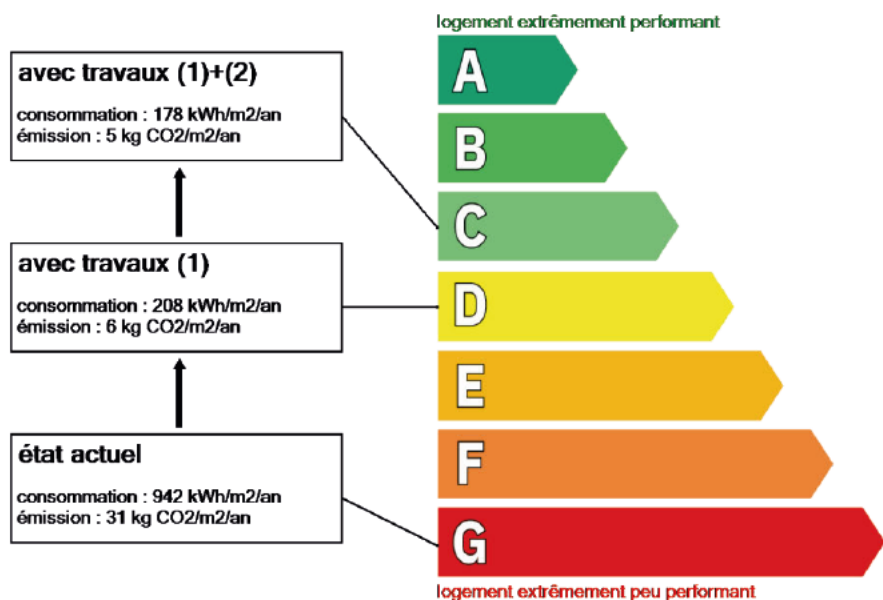 logement extrêmement performant
avec travaux (1)+(2)
consommation : 178 kWh/m2/an
émission : 5 kg CO2/m2/an
avec travaux (1)
consommation : 208 kWh/m2/an
émission : 6 kg CO2/m2/an
état actuel
consommation : 942 kWh/m2/an
émission : 31 kg CO2/m2/an
A
B
C
D
E
F
G
logement extrêmement peu performant